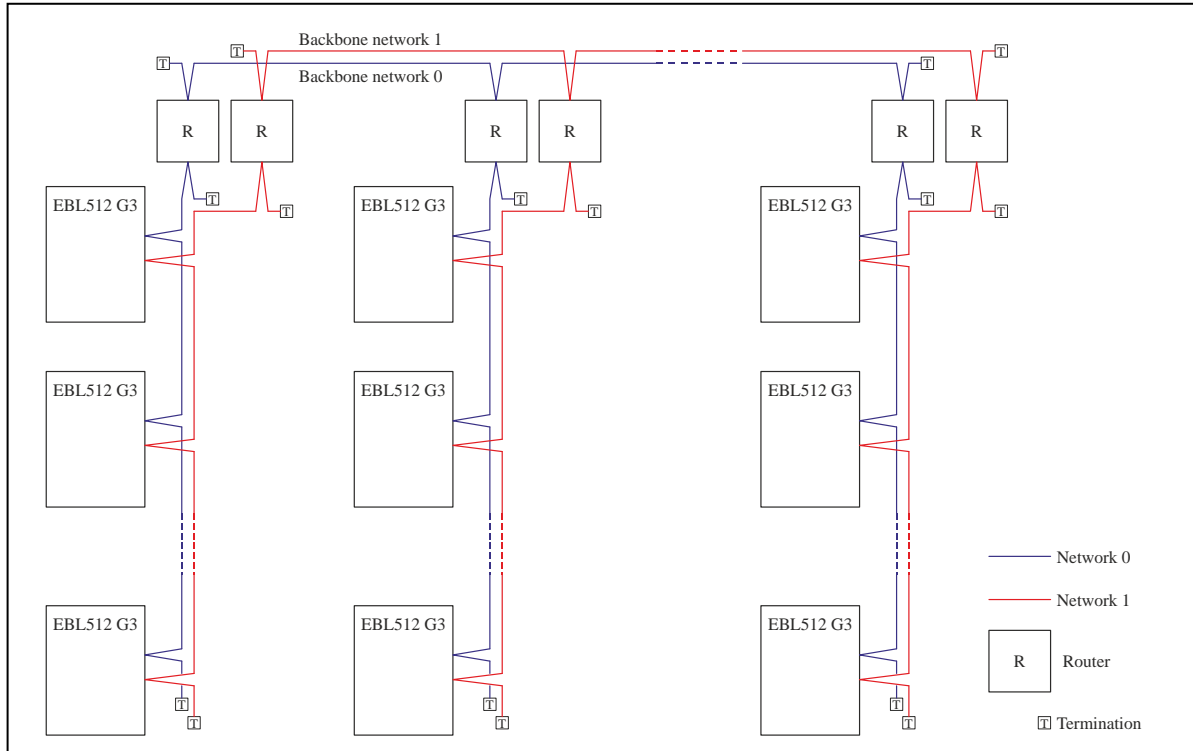 Backbone network 1
T
T
T
T
Backbone network 0
R
R
R
R
R
R
T
T
T
EBL512 G3
EBL512 G3
EBL512 G3
T
T
T
EBL512 G3
EBL512 G3
EBL512 G3
Network 0
Network 1
EBL512 G3
EBL512 G3
EBL512 G3
R
Router
T
T
T
T
T
T
T
Termination